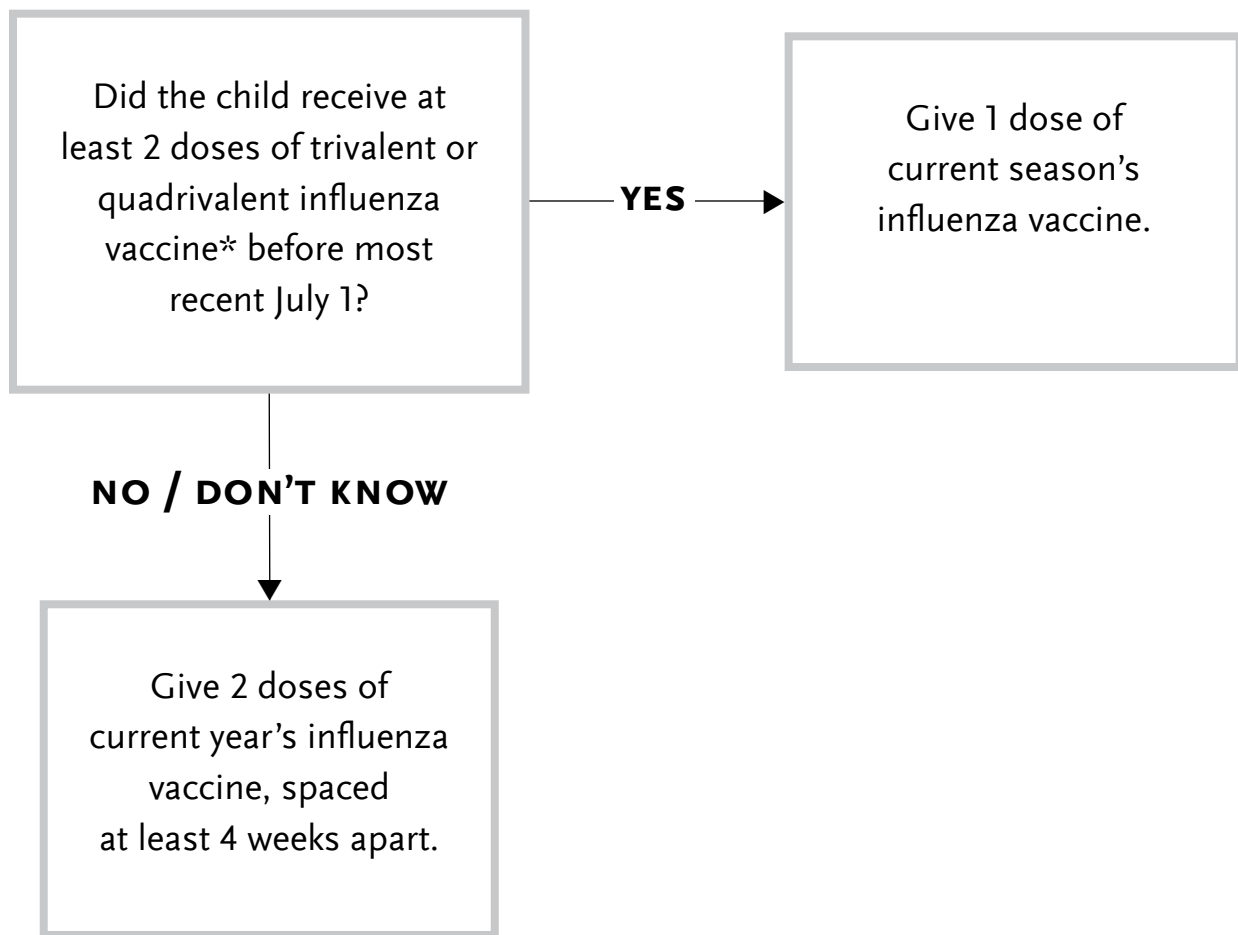 Did the child receive at
least 2 doses of trivalent or
quadrivalent influenza
vaccine* before most
recent July 1?
YES
Give 1 dose of
current season’s
influenza vaccine.
NO / DON’T KNOW
Give 2 doses of
current year’s influenza
vaccine, spaced
at least 4 weeks apart.